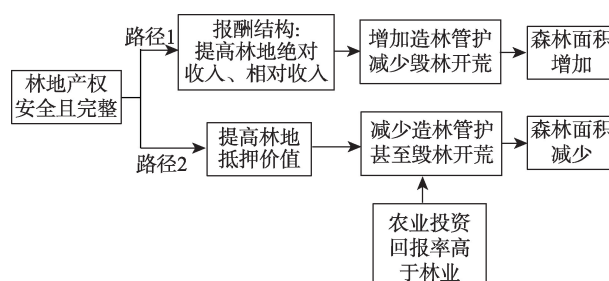 林地产权
安全且完整
路径1
报酬结构:
提高林地绝对
收入、相对收入
增加造林管护
减少毁林开荒
森林面积
增加
路径2
提高林地
抵押价值
减少造林管护
甚至毁林开荒
森林面积
减少
农业投资
回报率高
于林业